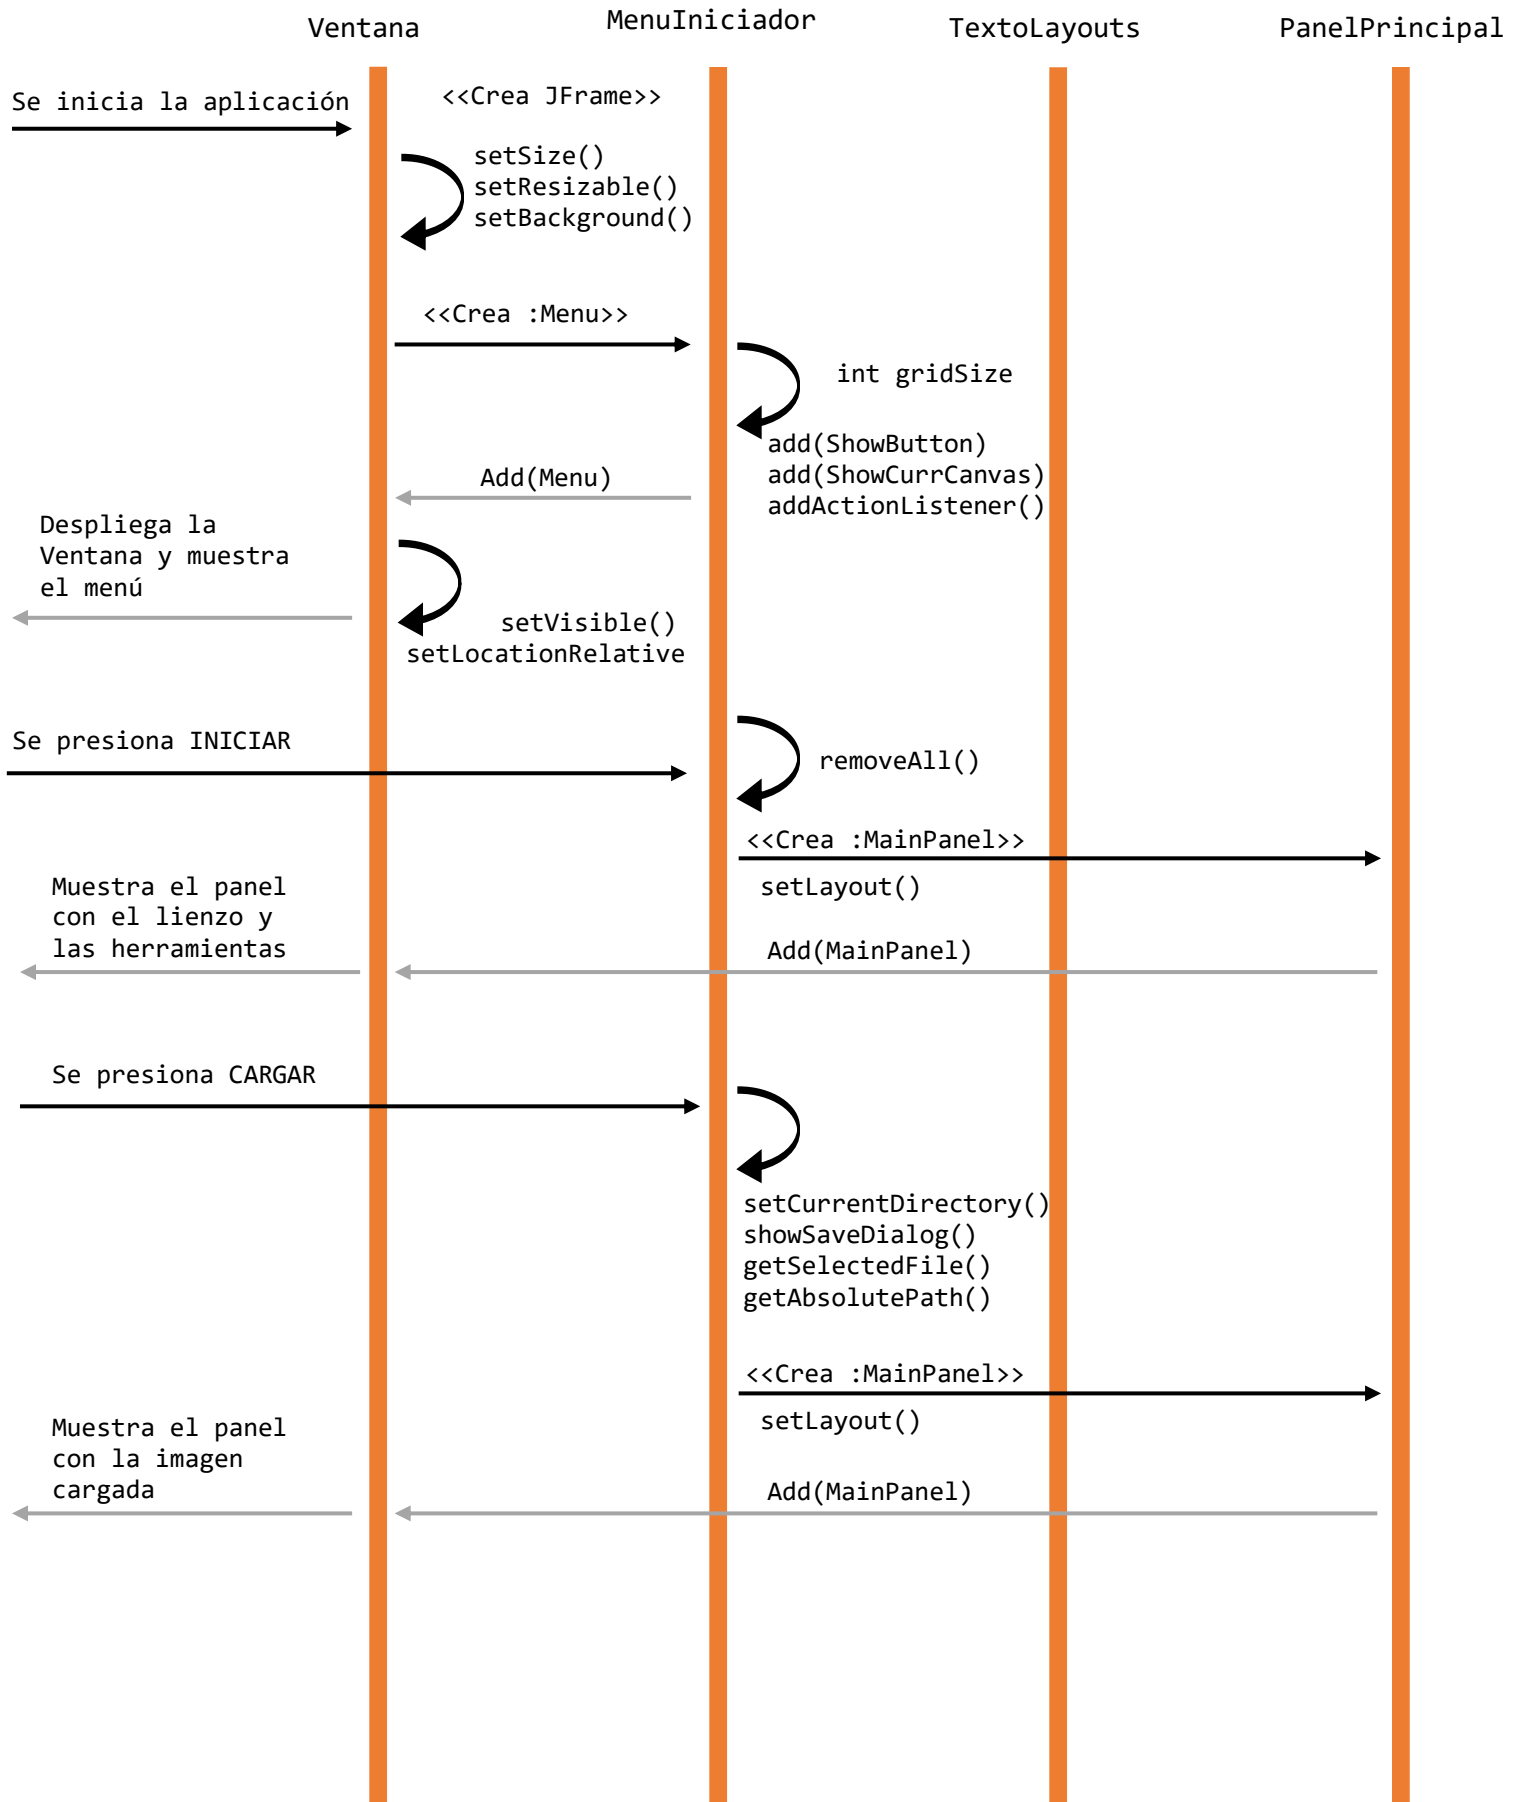 Ventana
MenuIniciador
TextoLayouts
PanelPrincipal
Se inicia la aplicación
<<Crea JFrame>>
setSize()
setResizable()
setBackground()
<<Crea :Menu>>
int gridSize
add(ShowButton)
add(ShowCurrCanvas)
addActionListener()
Add(Menu)
Despliega la
Ventana y muestra
el menú
setVisible()
setLocationRelative
Se presiona INICIAR
removeAll()
<<Crea :MainPanel>>
setLayout()
Muestra el panel
con el lienzo y
las herramientas
Add(MainPanel)
Se presiona CARGAR
setCurrentDirectory()
showSaveDialog()
getSelectedFile()
getAbsolutePath()
<<Crea :MainPanel>>
setLayout()
Muestra el panel
con la imagen
cargada
Add(MainPanel)